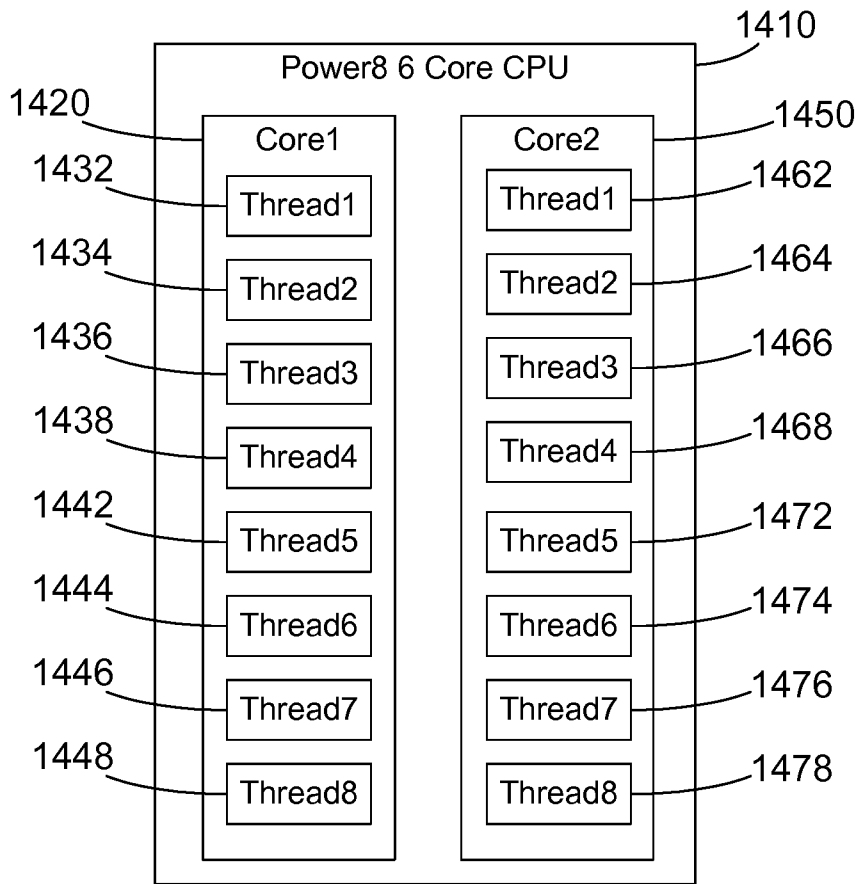 1410
Power8 6 Core CPU
1420
1450
Core1
Core2
1432
Thread1
Thread1
1462
1434
Thread2
Thread2
1464
1436
Thread3
Thread3
1466
1438
Thread4
Thread4
1468
1442
Thread5
Thread5
1472
1444
Thread6
Thread6
1474
1446
Thread7
Thread7
1476
1448
Thread8
Thread8
1478